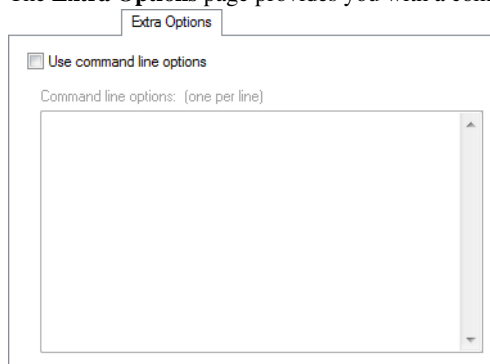 The Extra Options page provides you with a com
Extra Options
Use command line options
Command line options: (one per line)